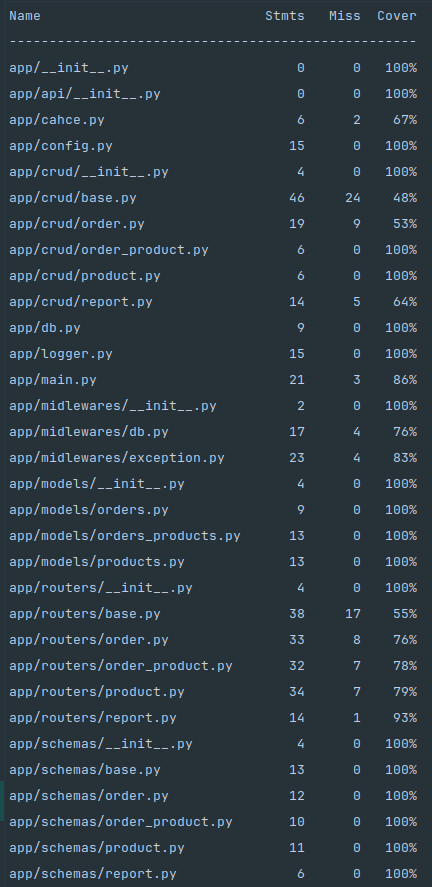 Name Stmts Miss Cover
---------------------------------------------------
app/__init__.py 0 0 100%
app/api/__init__.py 0 0 100%
app/cahce.py 6 2 67%
app/config.py 15 0 100%
app/crud/__init__.py 4 0 100%
app/crud/base.py 46 24 48%
app/crud/order.py 19 9 53%
app/crud/order_product.py 6 0 100%
app/crud/product.py 6 0 100%
app/crud/report.py 14 5 64%
app/db.py 9 0 100%
app/logger.py 15 0 100%
app/main.py 21 3 86%
app/midlewares/__init__.py 2 0 100%
app/midlewares/db.py 17 4 76%
app/midlewares/exception.py 23 4 83%
app/models/__init__.py 4 0 100%
app/models/orders.py 9 0 100%
app/models/orders_products.py 13 0 100%
app/models/products.py 13 0 100%
app/routers/__init__.py 4 0 100%
app/routers/base.py 38 17 55%
app/routers/order.py 33 8 76%
app/routers/order_product.py 32 7 78%
app/routers/product.py 34 7 79%
app/routers/report.py 14 1 93%
app/schemas/__init__.py 4 0 100%
app/schemas/base.py 13 0 100%
app/schemas/order.py 12 0 100%
app/schemas/order_product.py 10 0 100%
app/schemas/product.py 11 0 100%
app/schemas/report.py 6 0 100%